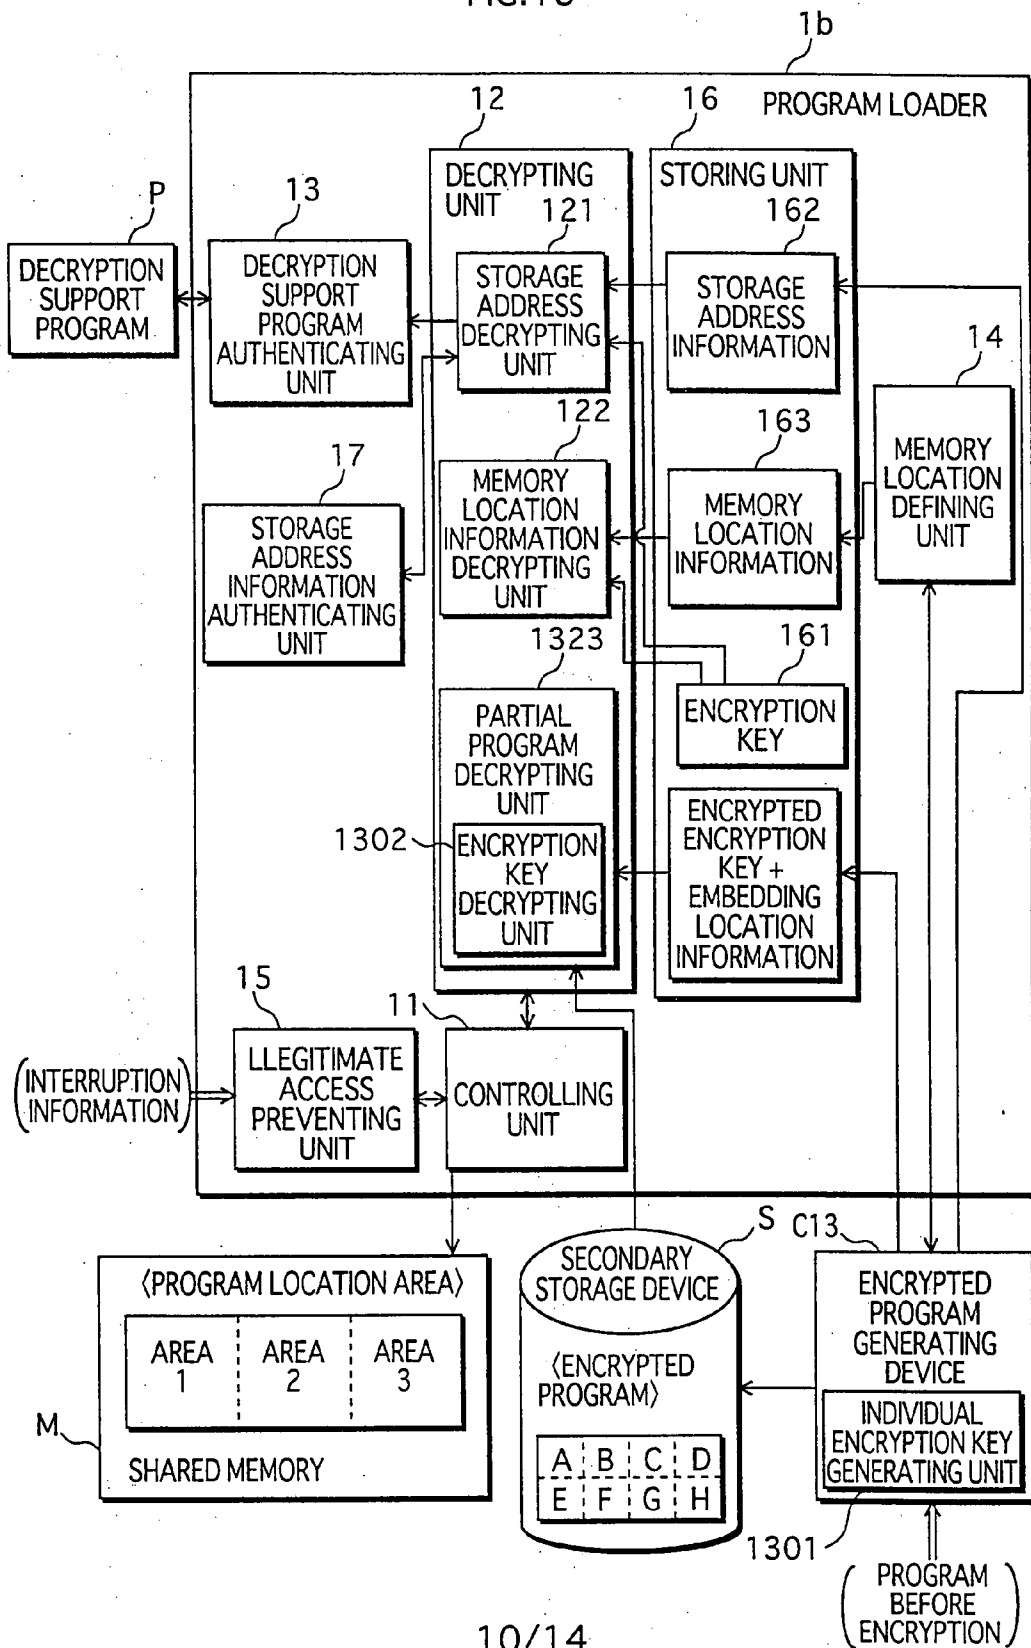 1b
PROGRAM LOADER
12
16
DECRYPTING
UNIT
STORING UNIT
P
13
121
162
DECRYPTION
SUPPORT
PROGRAM
DECRYPTION
SUPPORT
PROGRAM
AUTHENTICATING
UNIT
STORAGE
ADDRESS
DECRYPTING
UNIT
STORAGE
ADDRESS
INFORMATION
14
122
163
17
MEMORY
LOCATION
DEFINING
UNIT
STORAGE
ADDRESS
INFORMATION
AUTHENTICATING
UNIT
MEMORY
LOCATION
INFORMATION
DECRYPTING
UNIT
MEMORY
LOCATION
INFORMATION
1323
161
PARTIAL
PROGRAM
DECRYPTING
UNIT
ENCRYPTION
KEY
1302
ENCRYPTION
KEY
DECRYPTING
UNIT
ENCRYPTED
ENCRYPTION
KEY +
EMBEDDING
LOCATION
INFORMATION
15
11
(INTERRUPTION
INFORMATION)
LLEGITIMATE
ACCESS
PREVENTING
UNIT
CONTROLLING
UNIT
S
C13
〈PROGRAM LOCATION AREA〉
AREA
1
AREA
2
AREA
3
M
SHARED MEMORY
SECONDARY
STORAGE DEVICE
〈ENCRYPTED
PROGRAM〉
A B C D
E F G H
ENCRYPTED
PROGRAM
GENERATING
DEVICE
INDIVIDUAL
ENCRYPTION KEY
GENERATING UNIT
1301
(PROGRAM
BEFORE
ENCRYPTION)
10/14